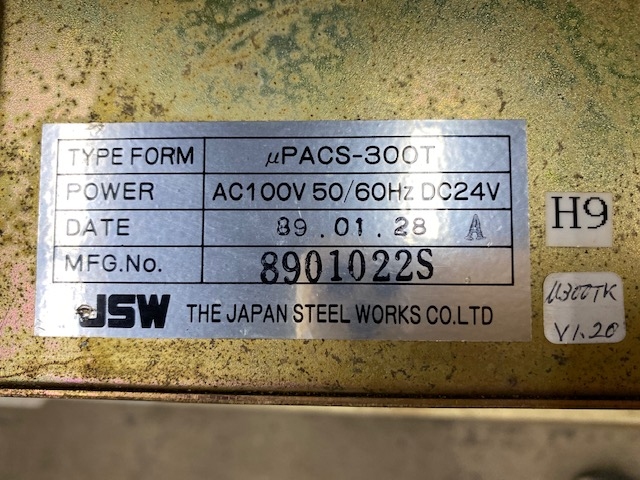 TYPE FORM μPACS-300T
POWER AC100V 50/60Hz DC24V
DATE 89.01.28 A
MFG.No. 8901022S
JSW THE JAPAN STEEL WORKS CO.LTD
H9
μ300TK
V1.20